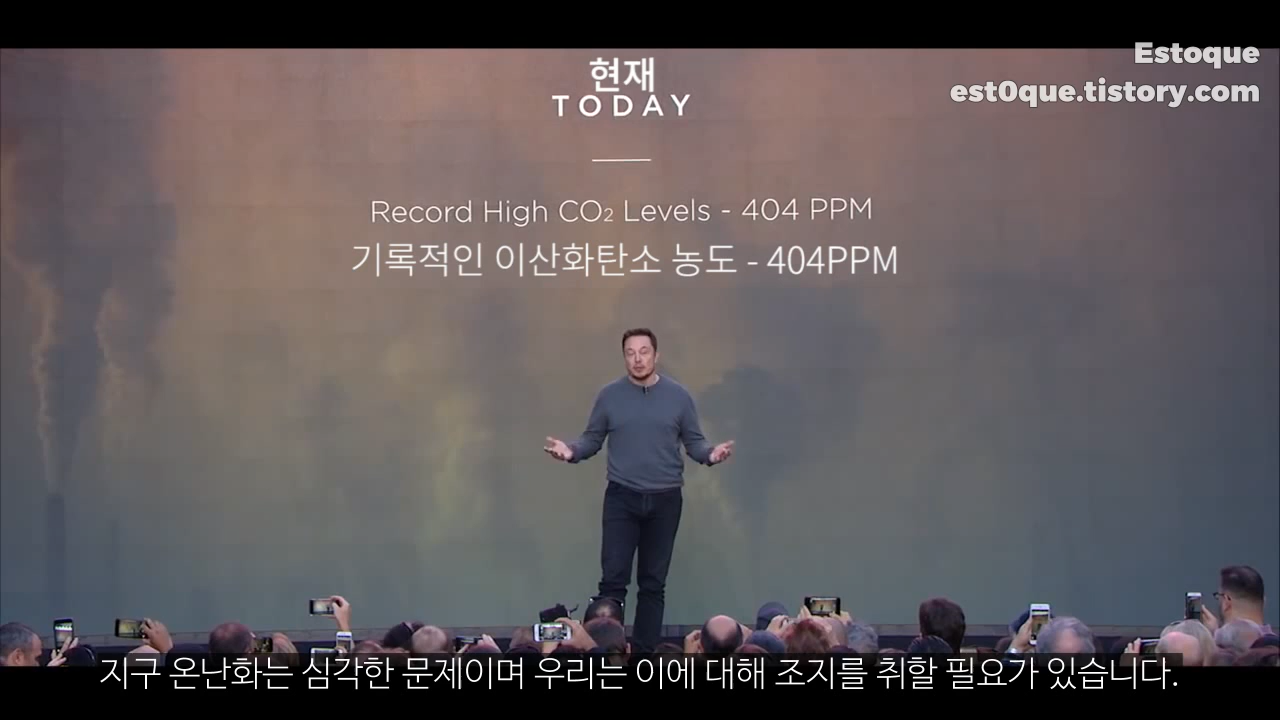 Estoque
est0que.tistory.com
현재
TODAY
Record High CO₂ Levels - 404 PPM
기록적인 이산화탄소 농도 - 404PPM
지구 온난화는 심각한 문제이며 우리는 이에 대해 조치를 취할 필요가 있습니다.